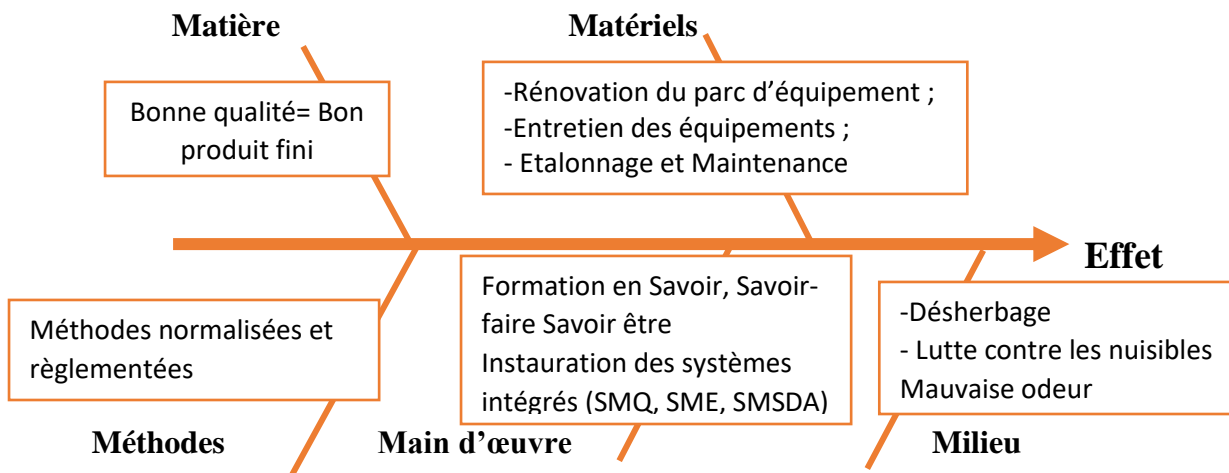 Matière
Matériels
Bonne qualité= Bon
produit fini
-Rénovation du parc d’équipement ;
-Entretien des équipements ;
- Etalonnage et Maintenance
Effet
Méthodes normalisées et
règlementées
Formation en Savoir, Savoir-
faire Savoir être
Instauration des systèmes
intégrés (SMQ, SME, SMSDA)
-Désherbage
- Lutte contre les nuisibles
Mauvaise odeur
Méthodes
Main d’œuvre
Milieu